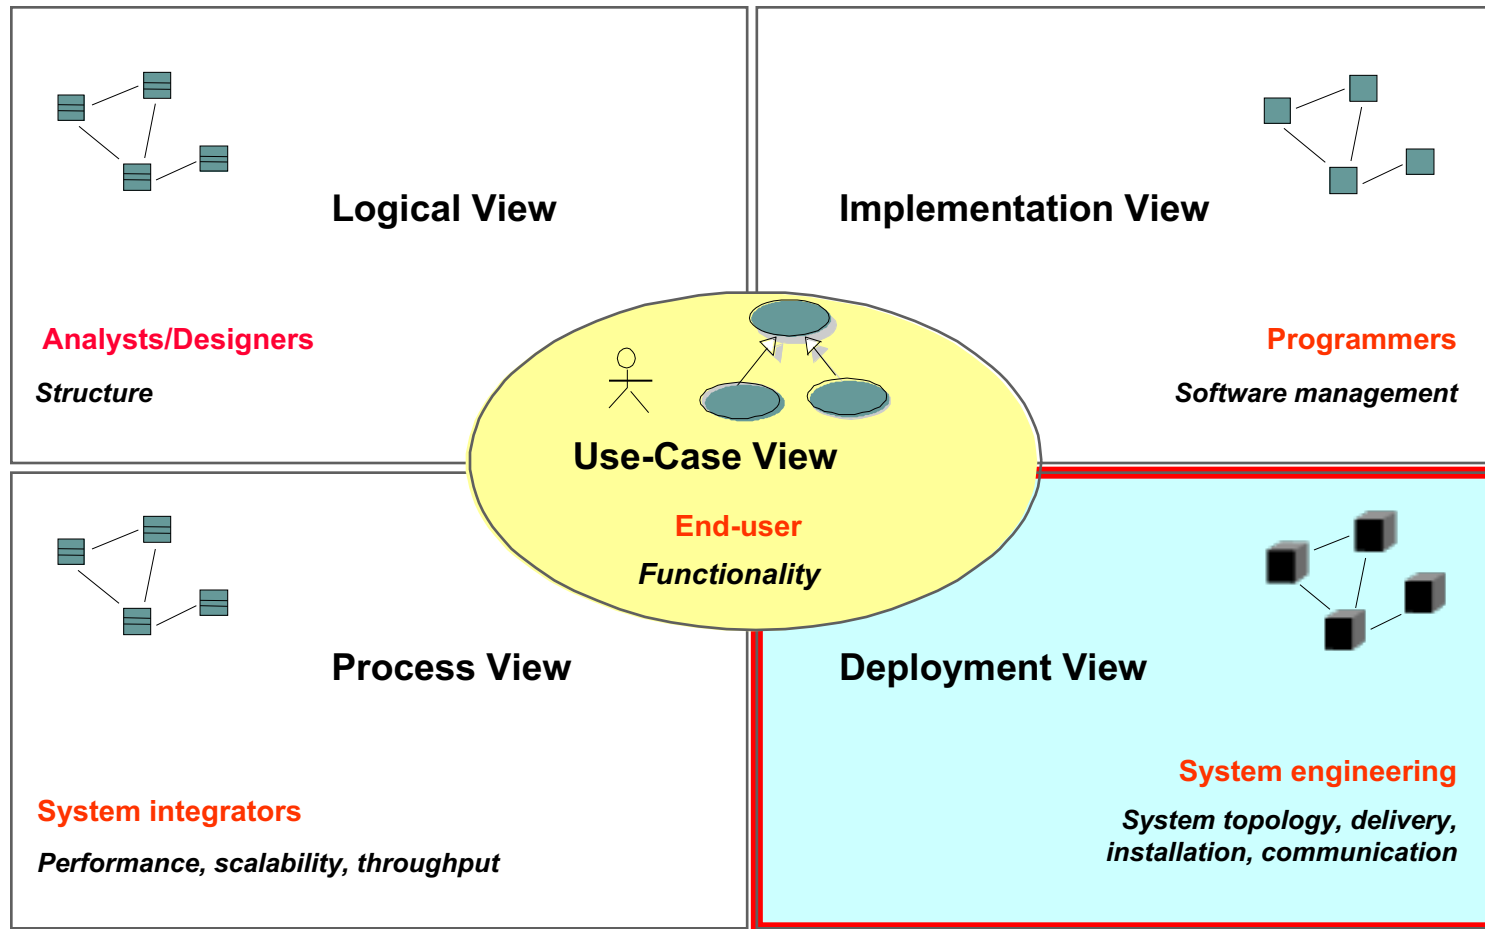 Logical View
Analysts/Designers
Structure
Implementation View
Programmers
Software management
Use-Case View
End-user
Functionality
Process View
System integrators
Performance, scalability, throughput
Deployment View
System engineering
System topology, delivery,
installation, communication